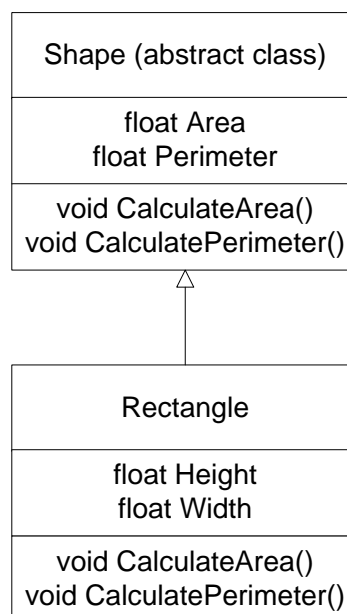 Shape (abstract class)
float Area
float Perimeter
void CalculateArea()
void CalculatePerimeter()
Rectangle
float Height
float Width
void CalculateArea()
void CalculatePerimeter()